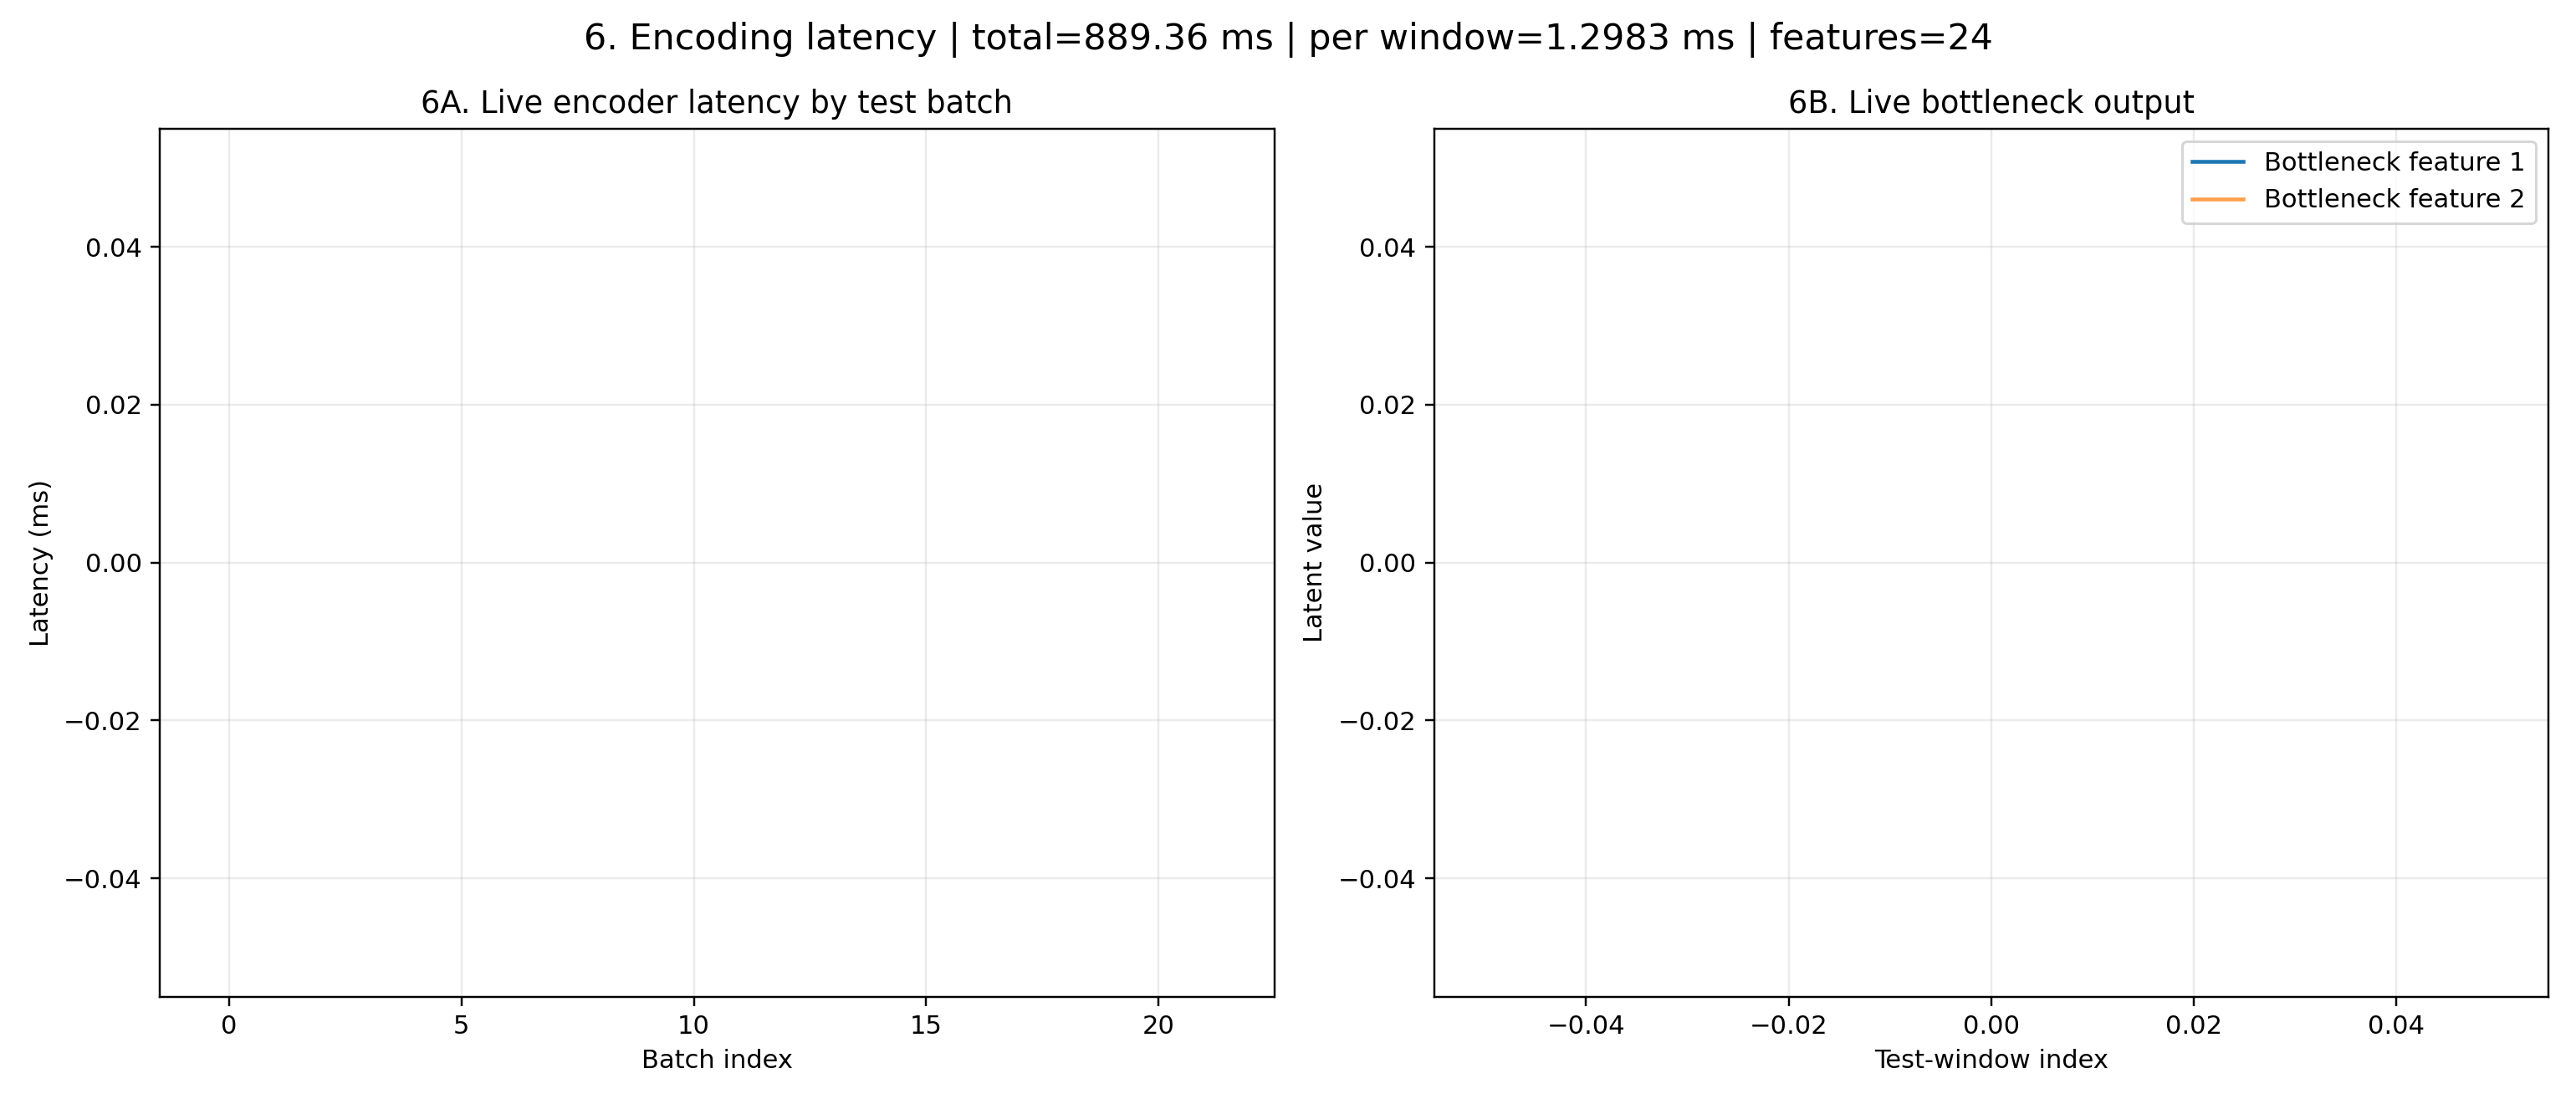 6. Encoding latency | total=889.36 ms | per window=1.2983 ms | features=24
6A. Live encoder latency by test batch
Latency (ms)
0.04
0.02
0.00
−0.02
−0.04
0 5 10 15 20
Batch index
6B. Live bottleneck output
Bottleneck feature 1
Bottleneck feature 2
Latent value
0.04
0.02
0.00
−0.02
−0.04
−0.04 −0.02 0.00 0.02 0.04
Test-window index